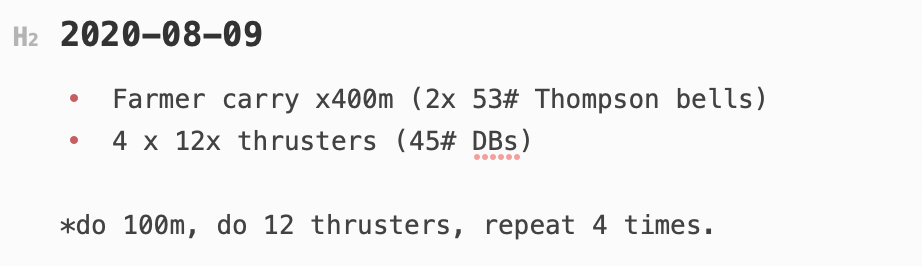 H2 2020-08-09
• Farmer carry x400m (2x 53# Thompson bells)
• 4 x 12x thrusters (45# DBs)
*do 100m, do 12 thrusters, repeat 4 times.